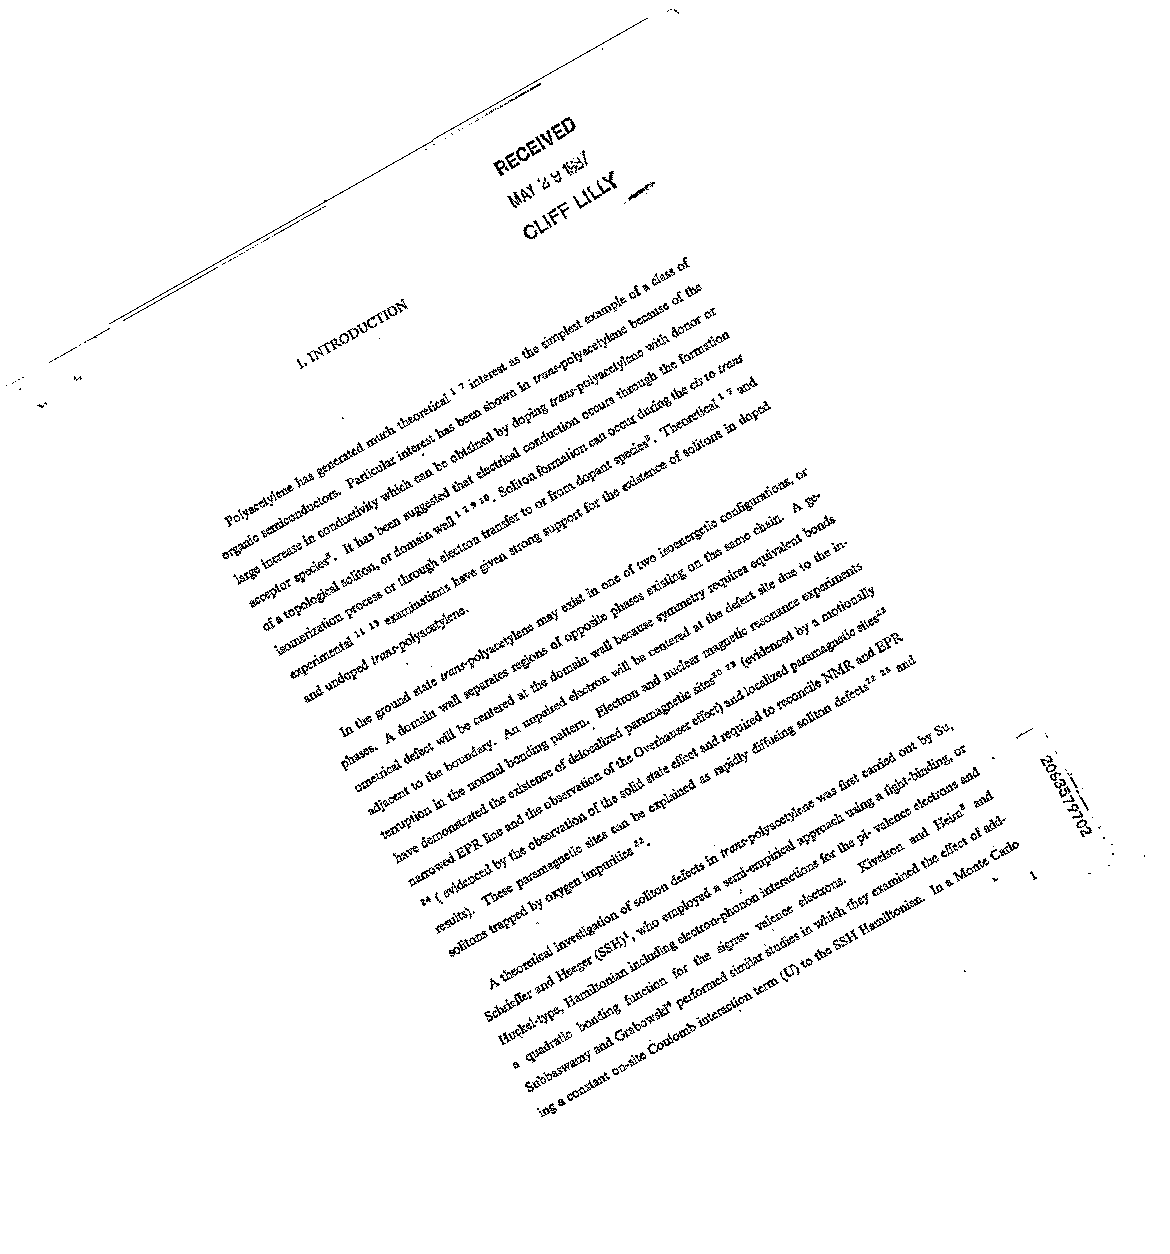 RECEIVED
MAY 29 1987
CLIFF LILLY
1. INTRODUCTION
Polyacetylene has generated much theoretical 1 7 interest as the simplest example of a class of
organic semiconductors. Particular interest has been shown in trans-polyacetylene because of the
large increase in conductivity which can be obtained by doping trans-polyacetylene with donor or
acceptor species. It has been suggested that electrical conduction occurs through the formation
of a topological soliton, or domain wall 1 2 9 10. Soliton formation can occur during the cis to trans
isomerization process or through electron transfer to or from dopant species. Theoretical 1 7 and
experimental 11 19 examinations have given strong support for the existence of solitons in doped
and undoped trans-polyacetylene.
In the ground state trans-polyacetylene may exist in one of two isoenergetic configurations, or
phases. A domain wall separates regions of opposite phases existing on the same chain. A ge-
ometrical defect will be centered at the domain wall because symmetry requires equivalent bonds
adjacent to the boundary. An unpaired electron will be centered at the defect site due to the in-
terruption in the normal bonding pattern. Electron and nuclear magnetic resonance experiments
have demonstrated the existence of delocalized paramagnetic sites (evidenced by a motionally
narrowed EPR line and the observation of the Overhauser effect) and localized paramagnetic sites
24 ( evidenced by the observation of the solid state effect and required to reconcile NMR and EPR
results). These paramagnetic sites can be explained as rapidly diffusing soliton defects and
solitons trapped by oxygen impurities.
A theoretical investigation of soliton defects in trans-polyacetylene was first carried out by Su,
Schrieffer and Heeger (SSH)1, who employed a semi-empirical approach using a tight-binding, or
Huckel-type, Hamiltonian including electron-phonon interactions for the pi- valence electrons and
a quadratic bonding function for the sigma- valence electrons. Kivelson and Heim and
Subbaswamy and Grabowski performed similar studies in which they examined the effect of add-
ing a constant on-site Coulomb interaction term (U) to the SSH Hamiltonian. In a Monte Carlo
1
2063579702